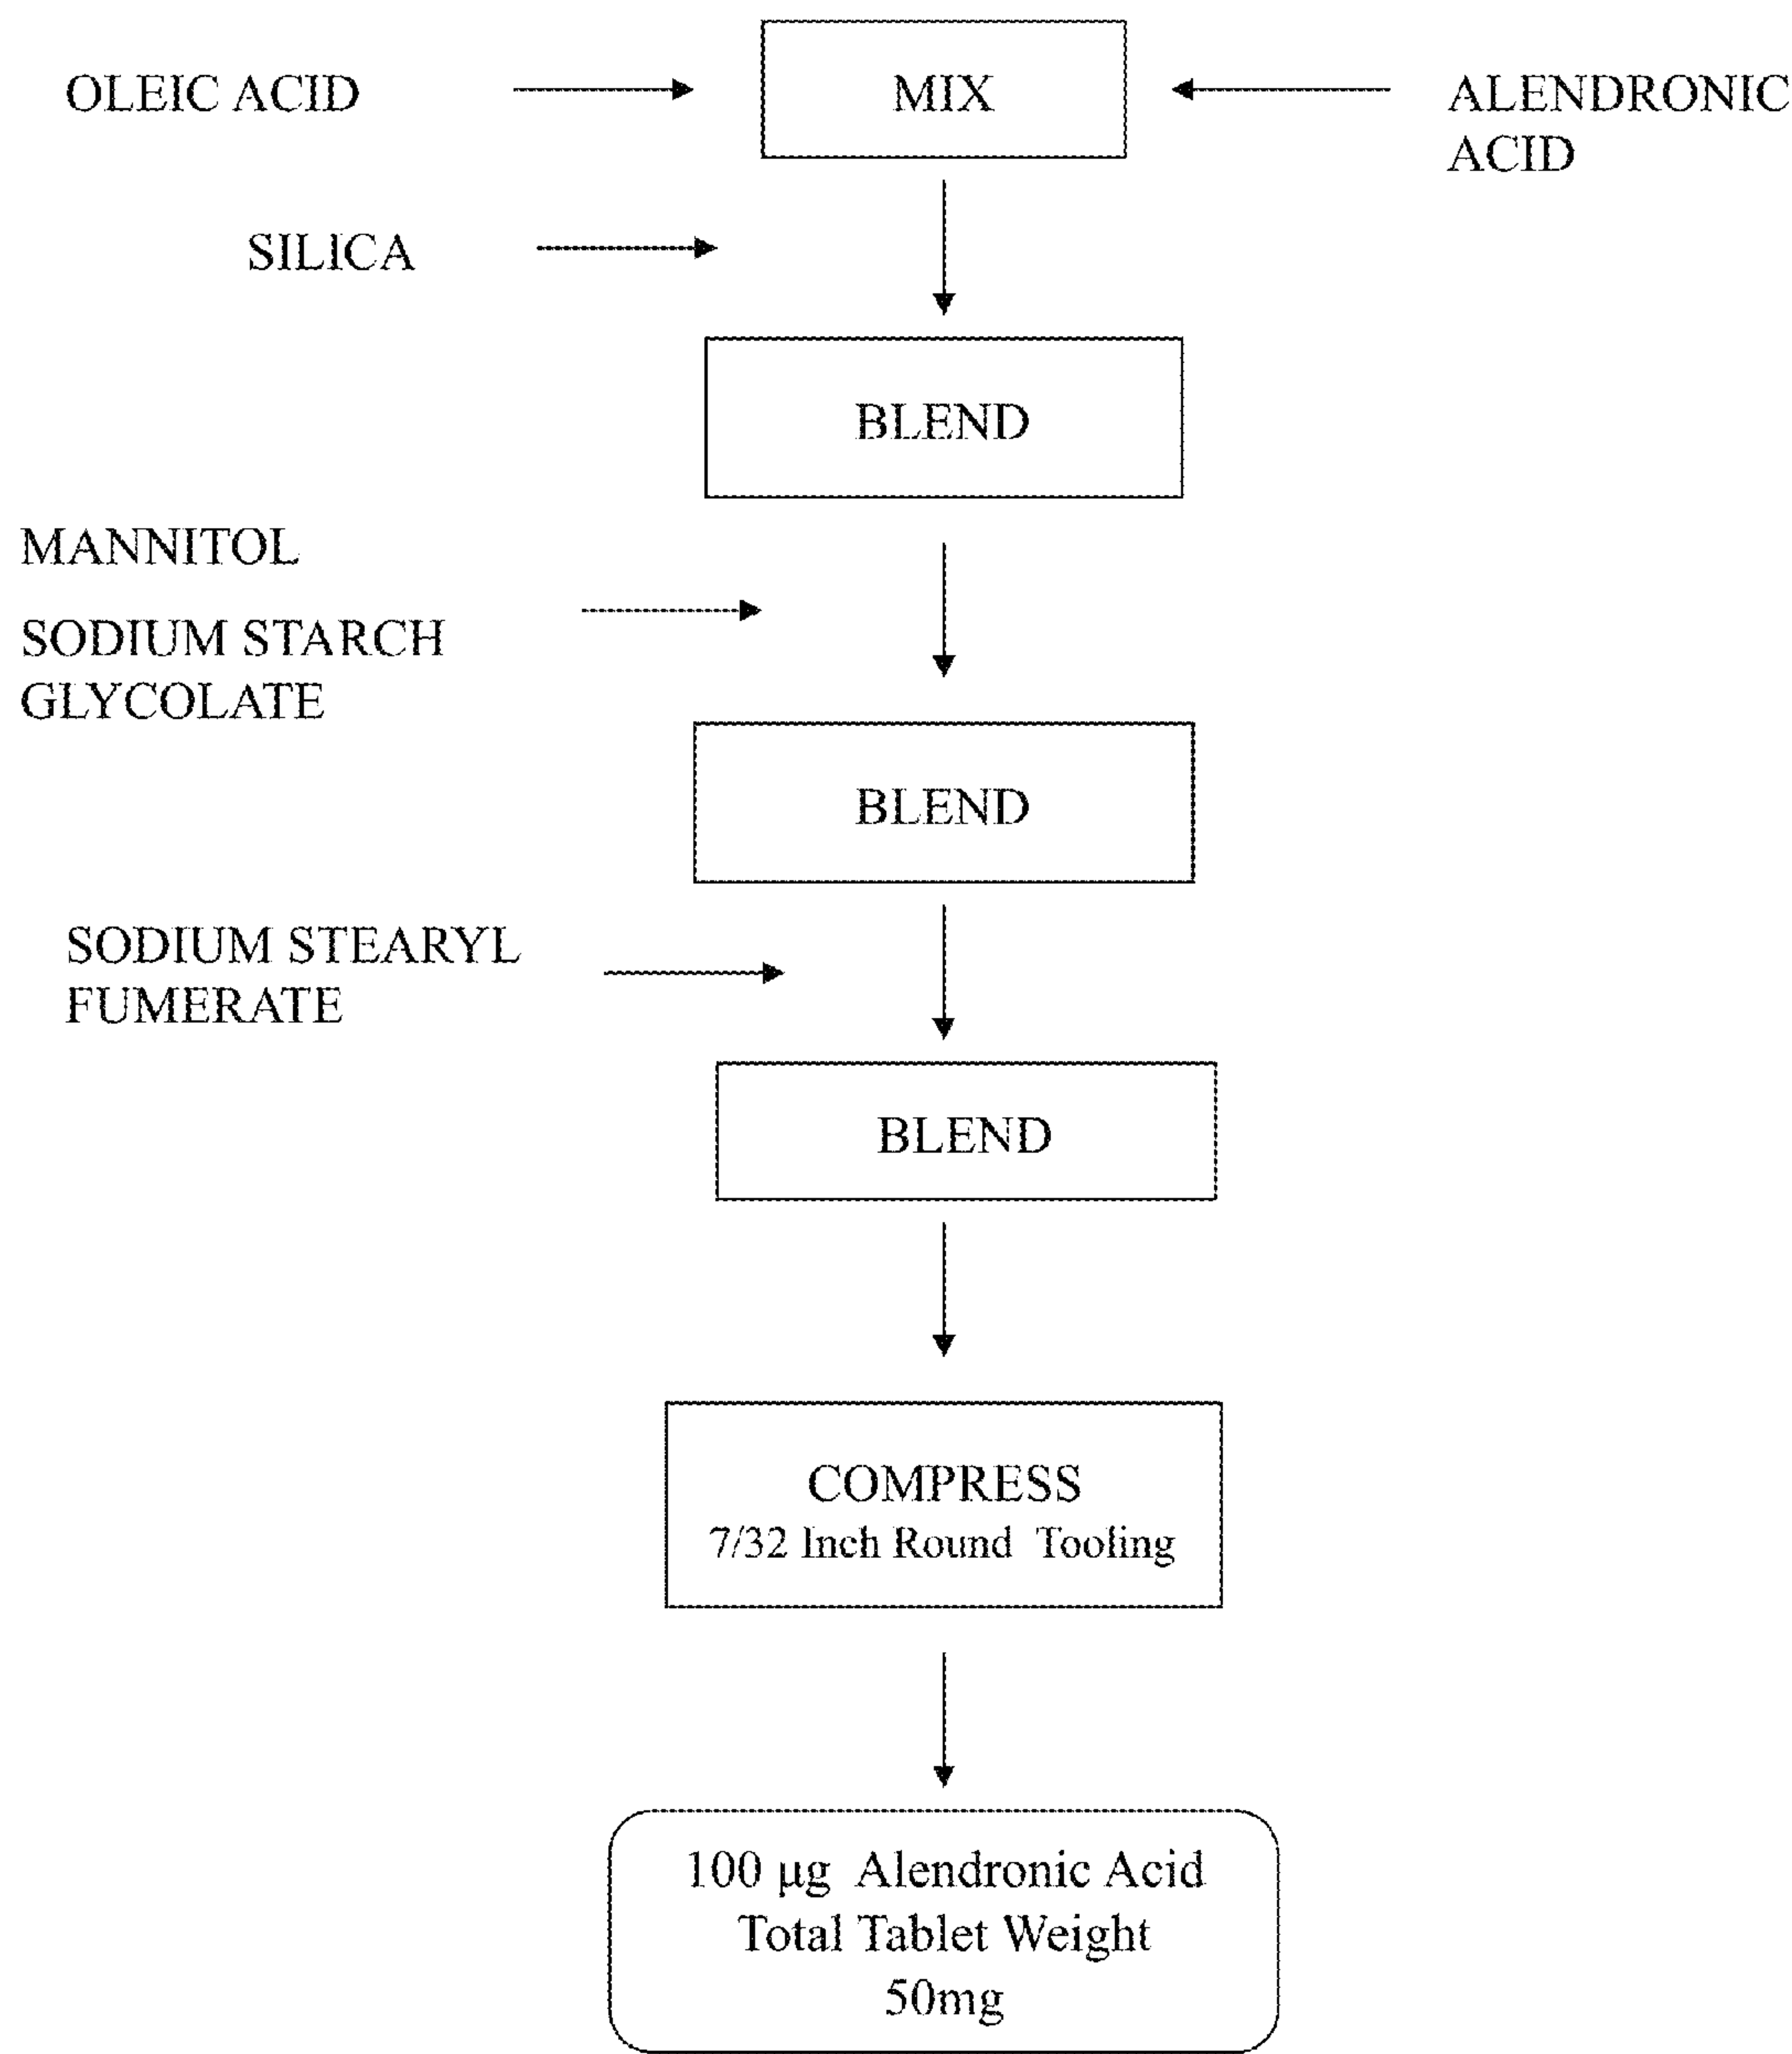 OLEIC ACID
MIX
ALENDRONIC
ACID
SILICA
BLEND
MANNITOL
SODIUM STARCH
GLYCOLATE
BLEND
SODIUM STEARYL
FUMERATE
BLEND
COMPRESS
7/32 Inch Round Tooling
100 µg Alendronic Acid
Total Tablet Weight
50mg